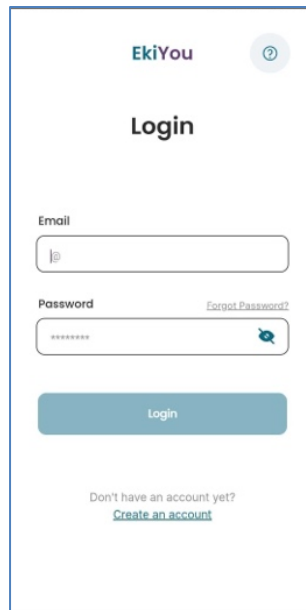 EkiYou
Login
Email
@
Password
Forgot Password?
********
Login
Don't have an account yet?
Create an account